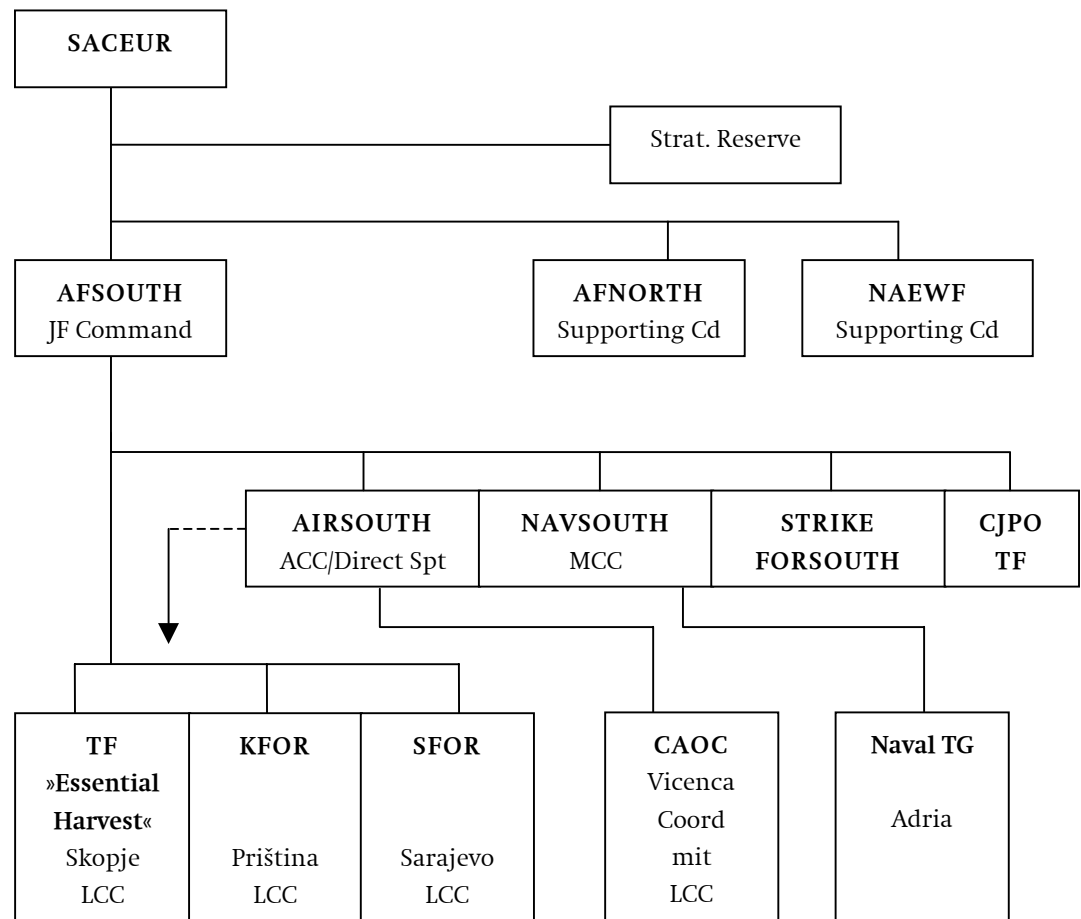 SACEUR
Strat. Reserve
AFSOUTH
JF Command
AFNORTH
Supporting Cd
NAEWF
Supporting Cd
AIRSOUTH
ACC/Direct Spt
NAVSOUTH
MCC
STRIKE
FORSOUTH
CJPO
TF
TF
»Essential
Harvest«
Skopje
LCC
KFOR
Priština
LCC
SFOR
Sarajevo
LCC
CAOC
Vicenca
Coord
mit
LCC
Naval TG
Adria